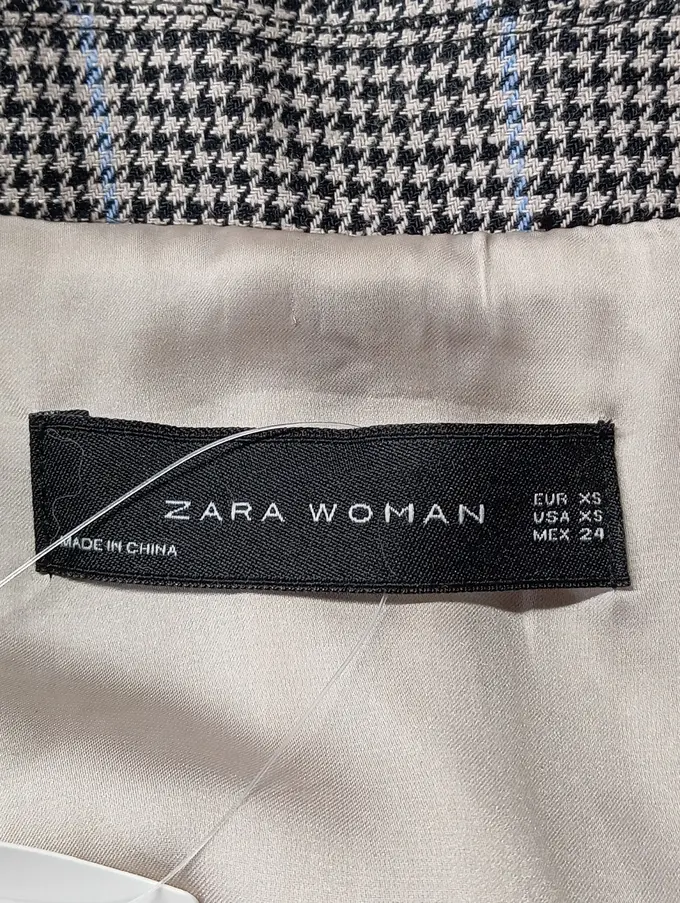 ZARA WOMAN
MADE IN CHINA
EUR XS
USA XS
MEX 24